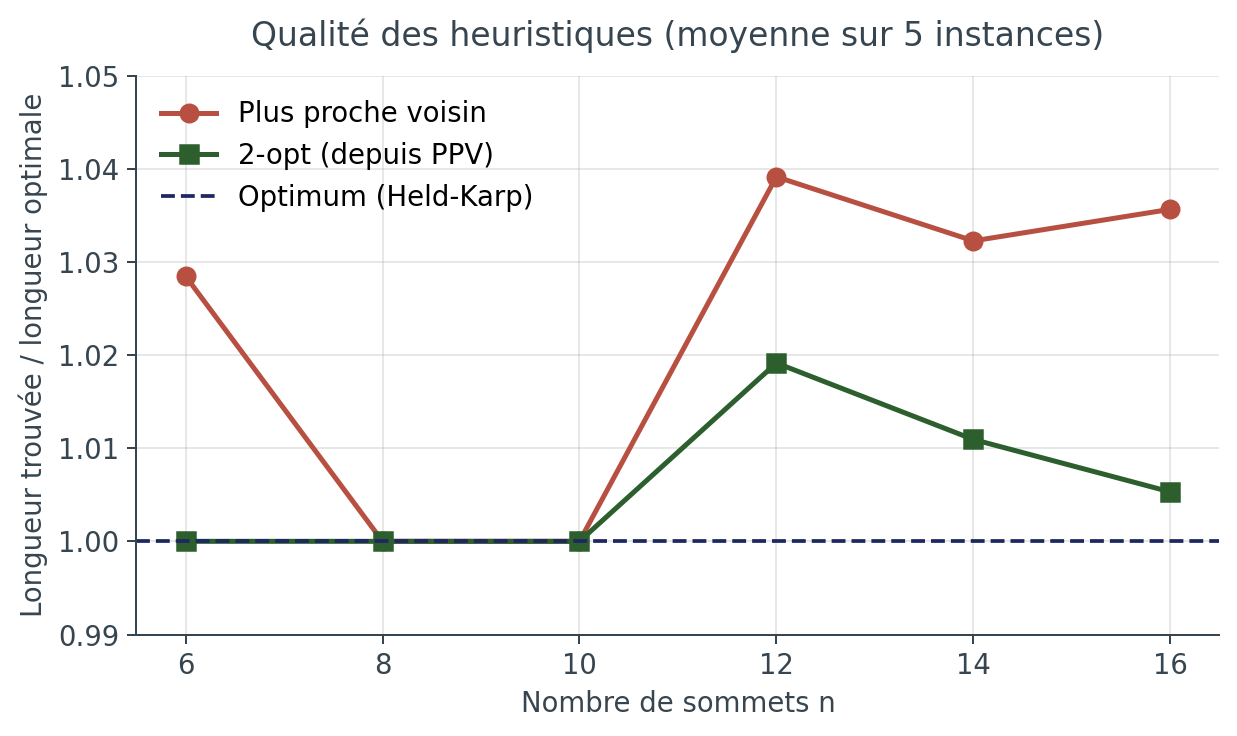 Qualité des heuristiques (moyenne sur 5 instances)
Longueur trouvée / longueur optimale
1.05
1.04
1.03
1.02
1.01
1.00
0.99
Plus proche voisin
2-opt (depuis PPV)
Optimum (Held-Karp)
6 8 10 12 14 16
Nombre de sommets n